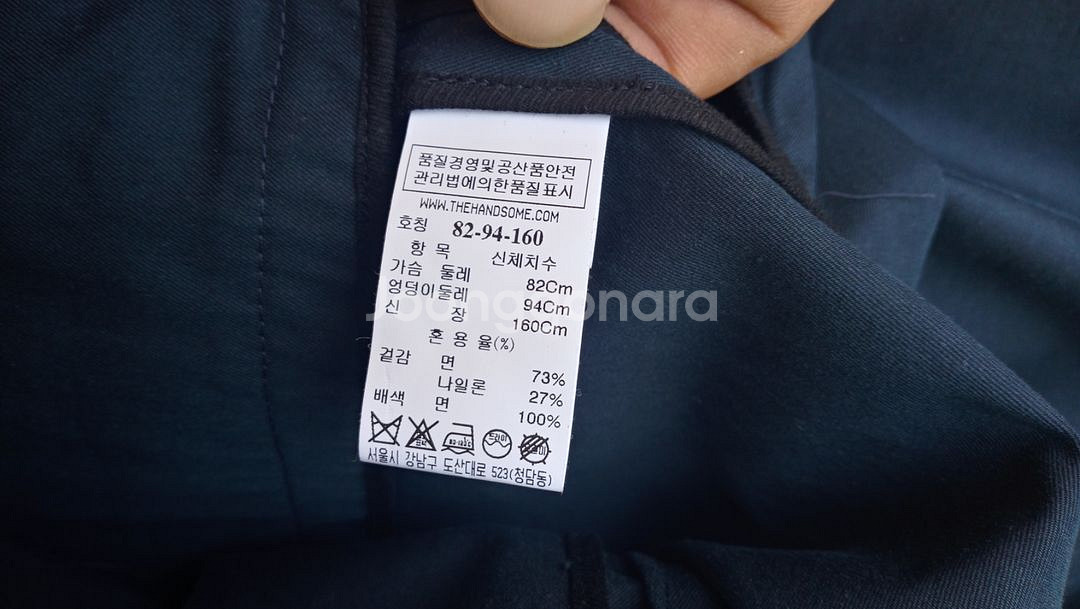 품질경영및공산품안전
관리법에의한품질표시
WWW.THEHANDSOME.COM
호칭 82-94-160
항 목 신체치수
가슴 둘레 82Cm
엉덩이둘레 94Cm
신 장 160Cm
혼 용 율(%)
겉감 면 73%
나일론 27%
배색 면 100%
드라이
서울시 강남구 도산대로 523(청담동)